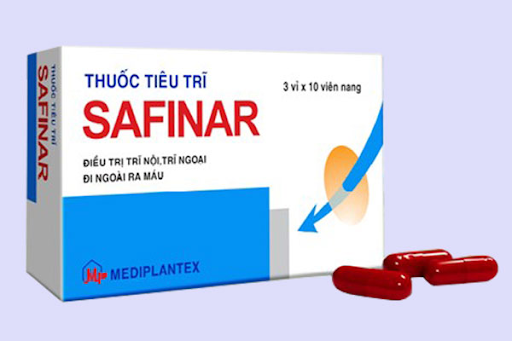 THUỐC TIÊU TRĨ
SAFINAR
THUỐC TIÊU TRĨ
SAFINAR
3 vỉ x 10 viên nang
ĐIỀU TRỊ TRĨ NỘI,TRĨ NGOẠI
ĐI NGOÀI RA MÁU
MEDIPLANTEX